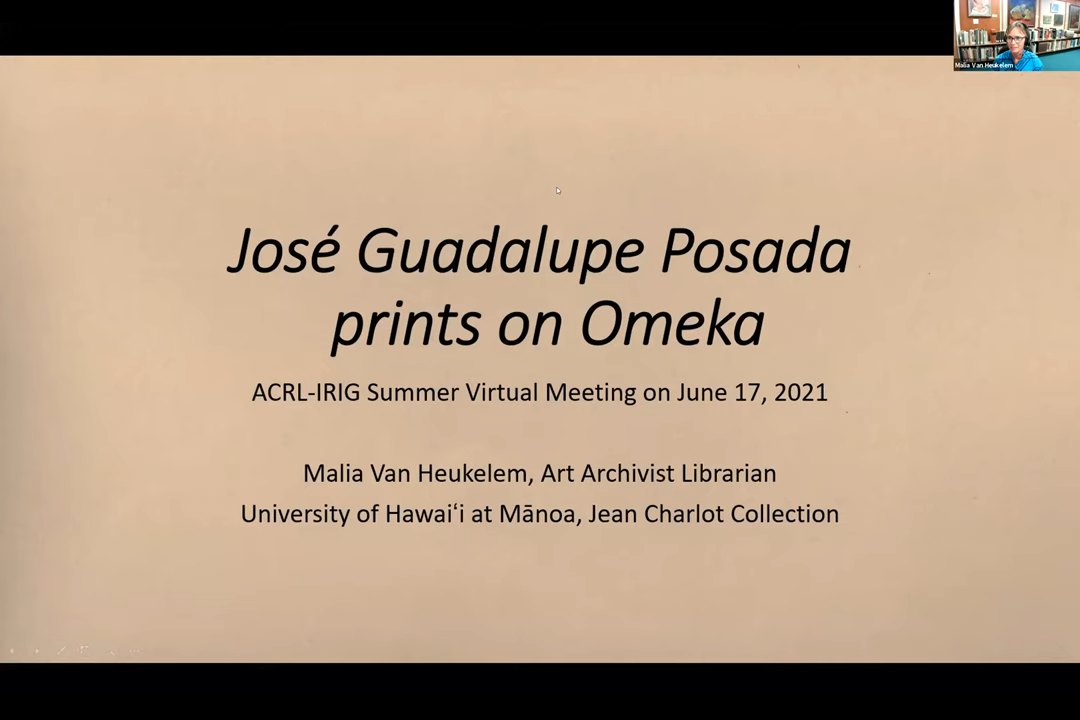 Malia Van Heukelem
José Guadalupe Posada
prints on Omeka
ACRL-IRIG Summer Virtual Meeting on June 17, 2021
Malia Van Heukelem, Art Archivist Librarian
University of Hawaiʻi at Mānoa, Jean Charlot Collection